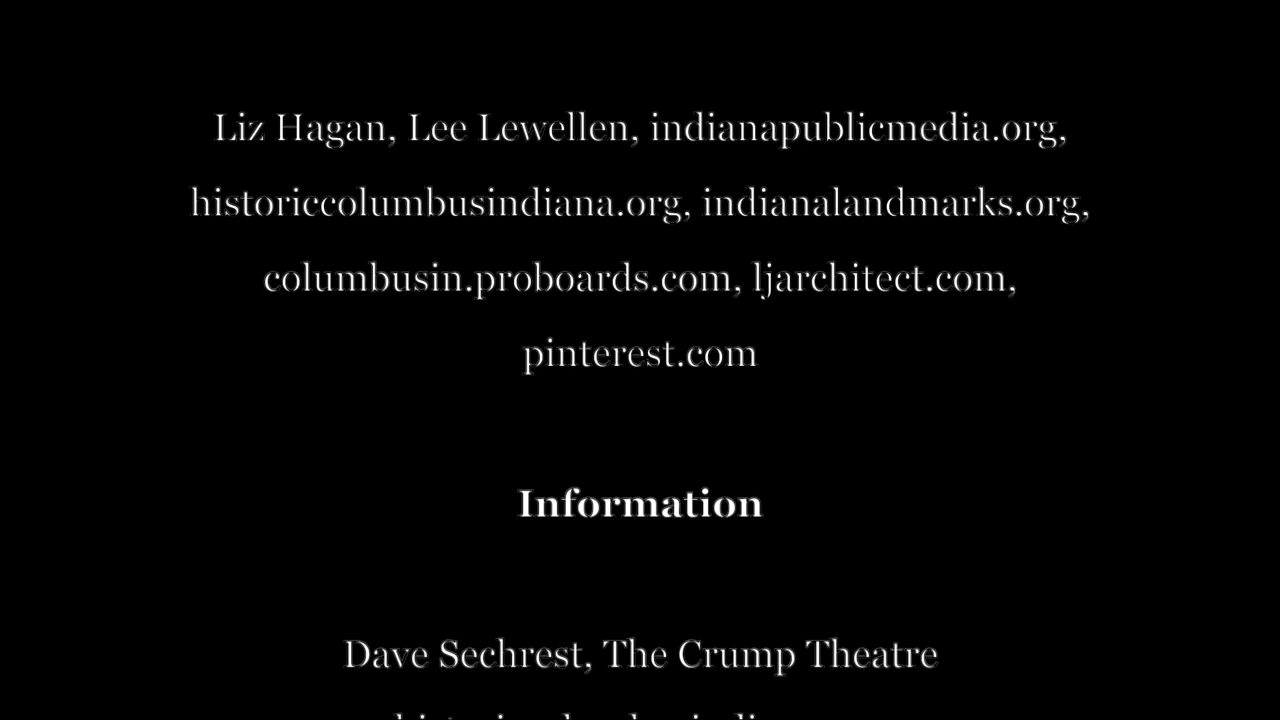 Liz Hagan, Lee Lewellen, indianapublicmedia.org,
historiccolumbusindiana.org, indianalandmarks.org,
columbusin.proboards.com, ljarchitect.com,
pinterest.com
Information
Dave Sechrest, The Crump Theatre